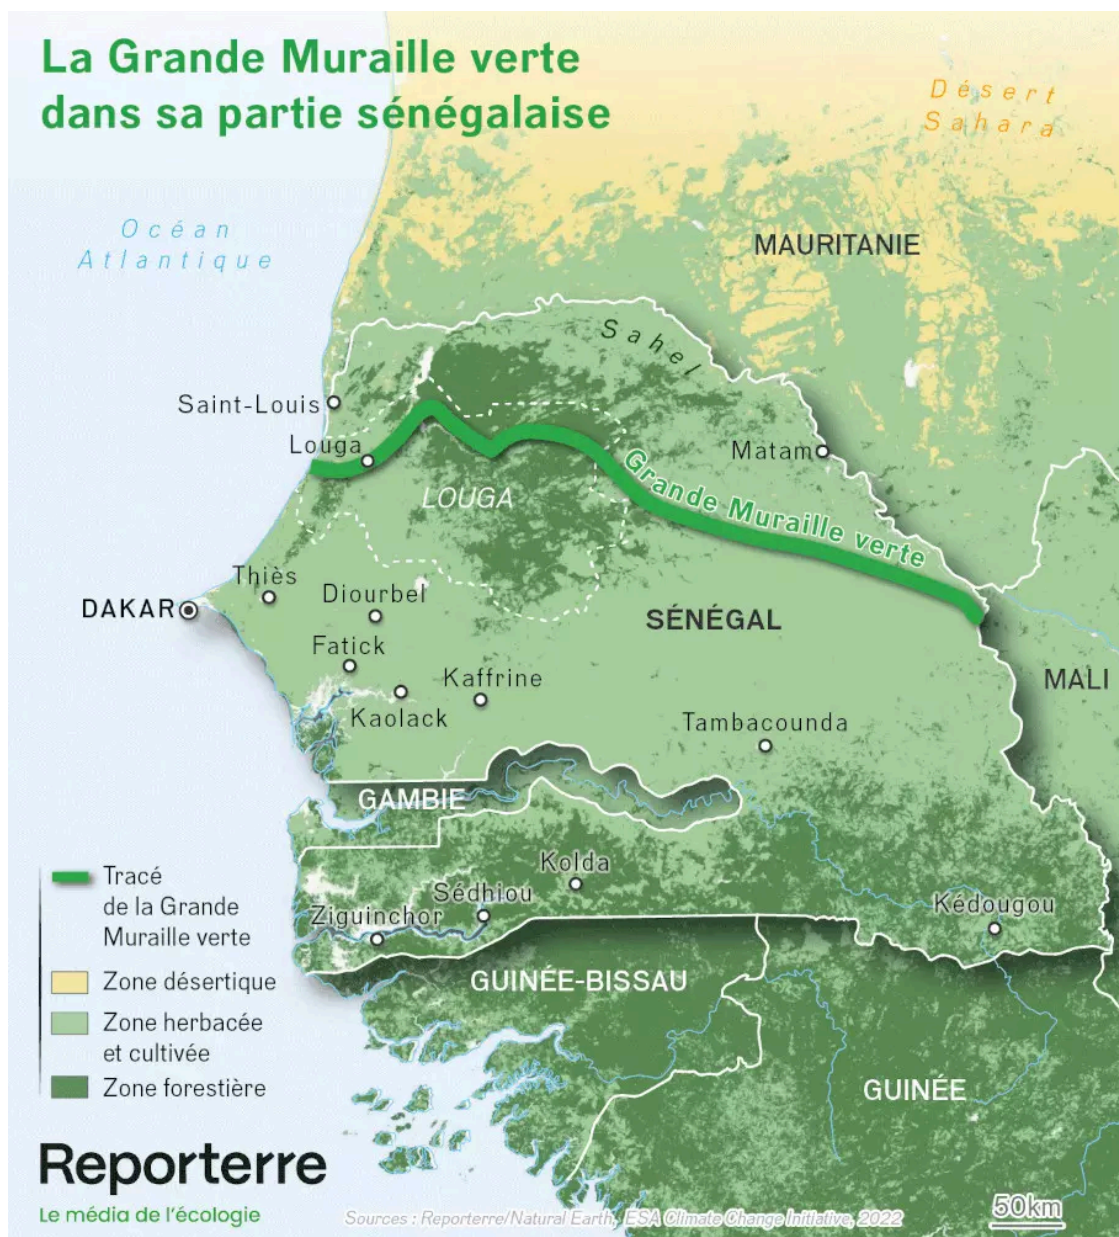 La Grande Muraille verte
dans sa partie sénégalaise
Désert
Sahara
Océan
Atlantique
MAURITANIE
Sahel
Saint-Louis
Louga
Matam
LOUGA
Grande Muraille verte
Thiès
Diourbel
DAKAR
SÉNÉGAL
Fatick
Kaffrine
MALI
Kaolack
Tambacounda
GAMBIE
Kolda
Sédhiou
Ziguinchor
Kédougou
GUINÉE-BISSAU
GUINÉE
Tracé
de la Grande
Muraille verte
Zone désertique
Zone herbacée
et cultivée
Zone forestière
Reporterre
Le média de l'écologie
Sources : Reporterre/Natural Earth, ESA Climate Change Initiative, 2022
50km